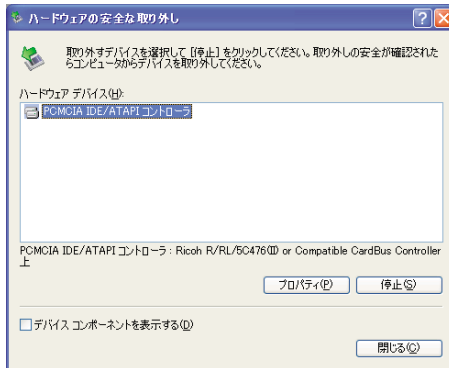 ハードウェアの安全な取り外し
取り外すデバイスを選択して [停止] をクリックしてください。取り外しの安全が確認された
らコンピュータからデバイスを取り外してください。
ハードウェア デバイス(H):
PCMCIA IDE/ATAPI コントローラ
PCMCIA IDE/ATAPI コントローラ : Ricoh R/RL/5C476(II) or Compatible CardBus Controller
上
プロパティ(P)
停止(S)
デバイス コンポーネントを表示する(D)
閉じる(C)